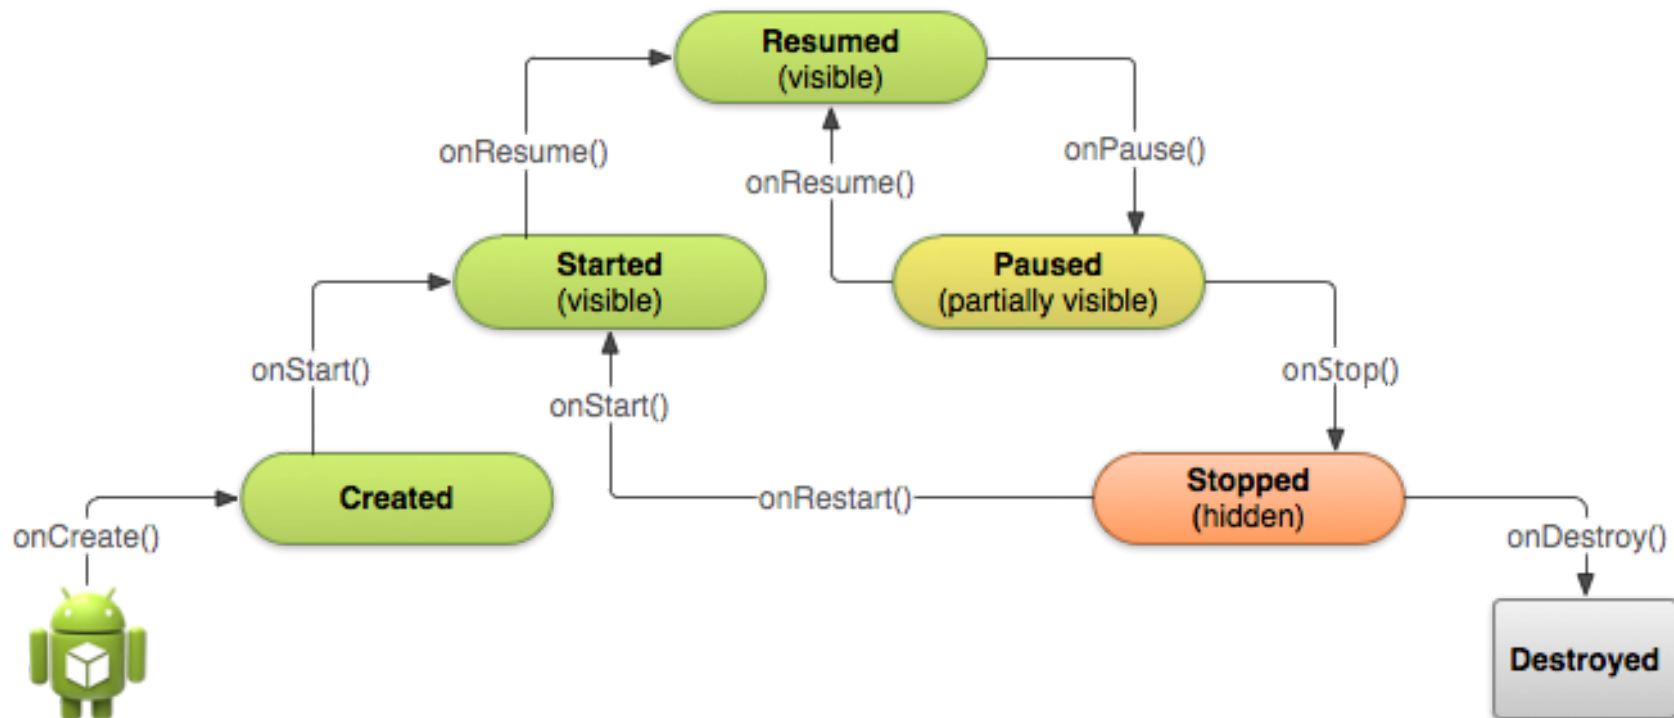 Resumed
(visible)
onResume()
onPause()
onResume()
Started
(visible)
Paused
(partially visible)
onStart()
onStop()
onStart()
Created
onRestart()
Stopped
(hidden)
onCreate()
onDestroy()
Destroyed